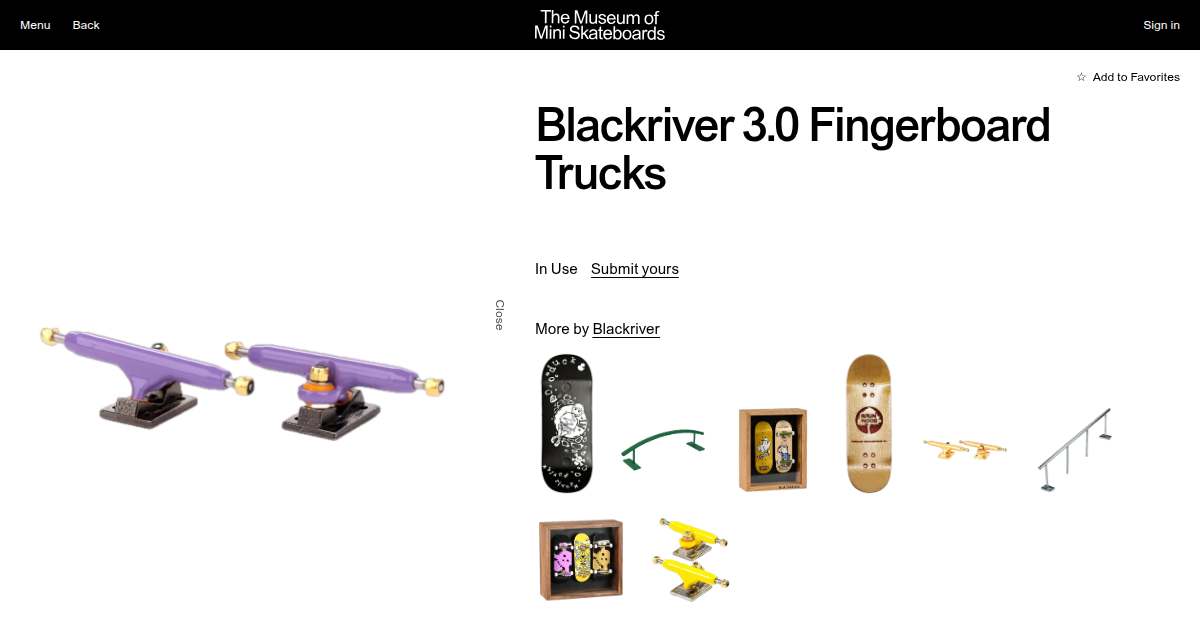 Menu
Back
The Museum of
Mini Skateboards
Sign in
☆ Add to Favorites
Blackriver 3.0 Fingerboard
Trucks
In Use
Submit yours
Close
More by Blackriver